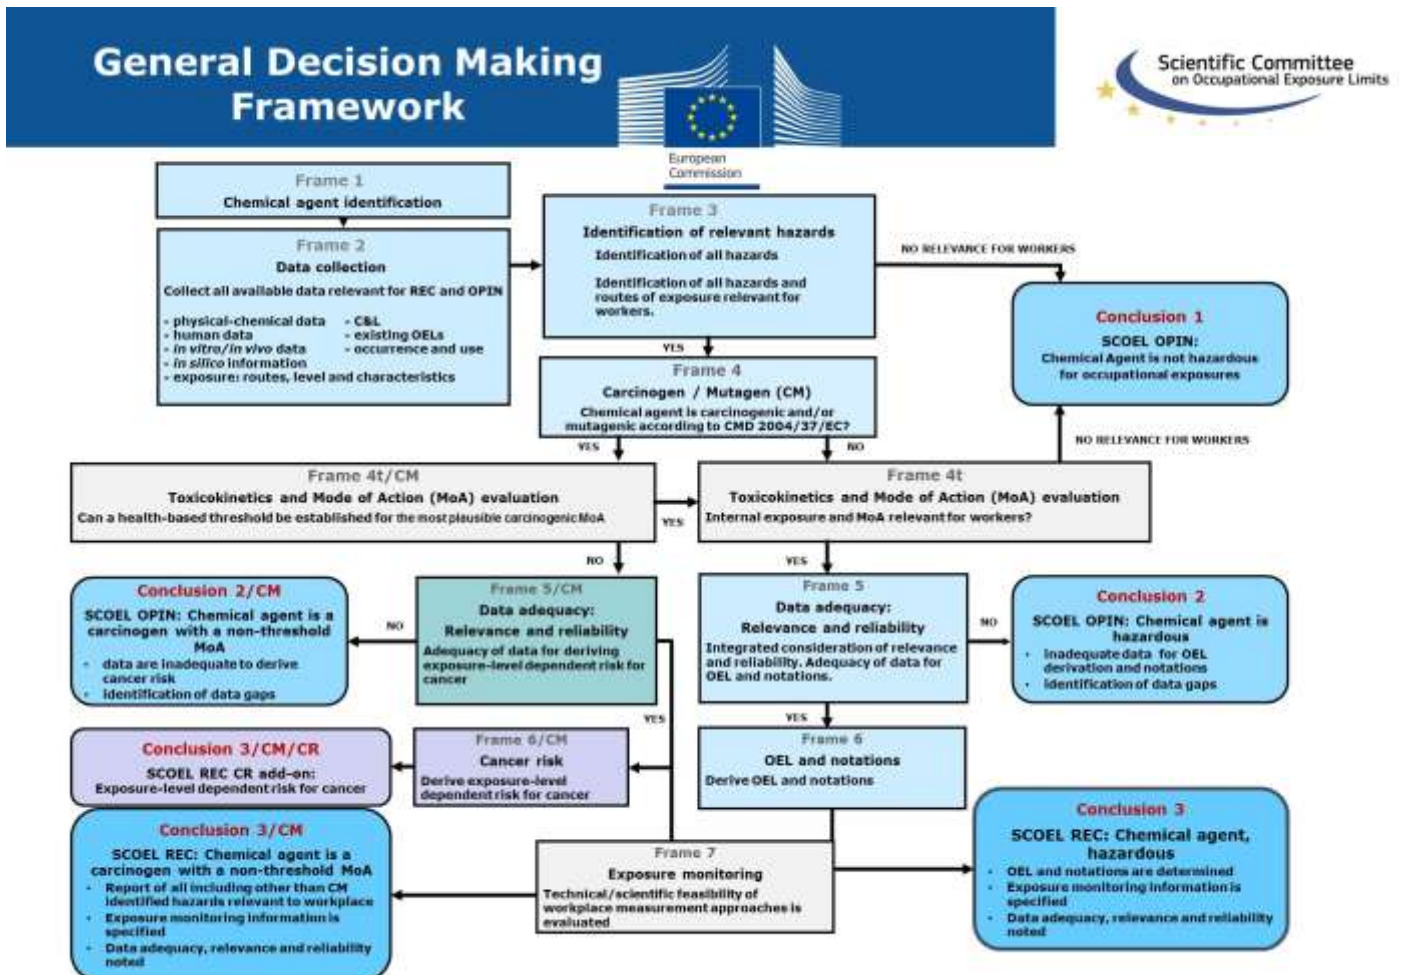 General Decision Making
Framework
European
Commission
Scientific Committee
on Occupational Exposure Limits
Frame 1
Chemical agent identification
Frame 2
Data collection
Collect all available data relevant for REC and OPIN
- physical-chemical data - C&L
- human data - existing OELs
- in vitro/in vivo data - occurrence and use
- in silico information
- exposure: routes, level and characteristics
Frame 3
Identification of relevant hazards
Identification of all hazards
Identification of all hazards and
routes of exposure relevant for
workers.
NO RELEVANCE FOR WORKERS
Conclusion 1
SCOEL OPIN:
Chemical Agent is not hazardous
for occupational exposures
YES
Frame 4
Carcinogen / Mutagen (CM)
Chemical agent is carcinogenic and/or
mutagenic according to CMD 2004/37/EC?
YES
NO
NO RELEVANCE FOR WORKERS
Frame 4t/CM
Toxicokinetics and Mode of Action (MoA) evaluation
Can a health-based threshold be established for the most plausible carcinogenic MoA
YES
Frame 4t
Toxicokinetics and Mode of Action (MoA) evaluation
Internal exposure and MoA relevant for workers?
NO
YES
Conclusion 2/CM
SCOEL OPIN: Chemical agent is a
carcinogen with a non-threshold
MoA
• data are inadequate to derive
cancer risk
• identification of data gaps
NO
Frame 5/CM
Data adequacy:
Relevance and reliability
Adequacy of data for deriving
exposure-level dependent risk for
cancer
Frame 5
Data adequacy:
Relevance and reliability
Integrated consideration of relevance
and reliability. Adequacy of data for
OEL and notations.
NO
Conclusion 2
SCOEL OPIN: Chemical agent is
hazardous
• inadequate data for OEL
derivation and notations
• identification of data gaps
YES
YES
Conclusion 3/CM/CR
SCOEL REC CR add-on:
Exposure-level dependent risk for cancer
Frame 6/CM
Cancer risk
Derive exposure-level
dependent risk for cancer
Frame 6
OEL and notations
Derive OEL and notations
Conclusion 3/CM
SCOEL REC: Chemical agent is a
carcinogen with a non-threshold MoA
• Report of all including other than CM
identified hazards relevant to workplace
• Exposure monitoring information is
specified
• Data adequacy, relevance and reliability
noted
Frame 7
Exposure monitoring
Technical/scientific feasibility of
workplace measurement approaches is
evaluated
Conclusion 3
SCOEL REC: Chemical agent,
hazardous
• OEL and notations are determined
• Exposure monitoring information is
specified
• Data adequacy, relevance and reliability
noted